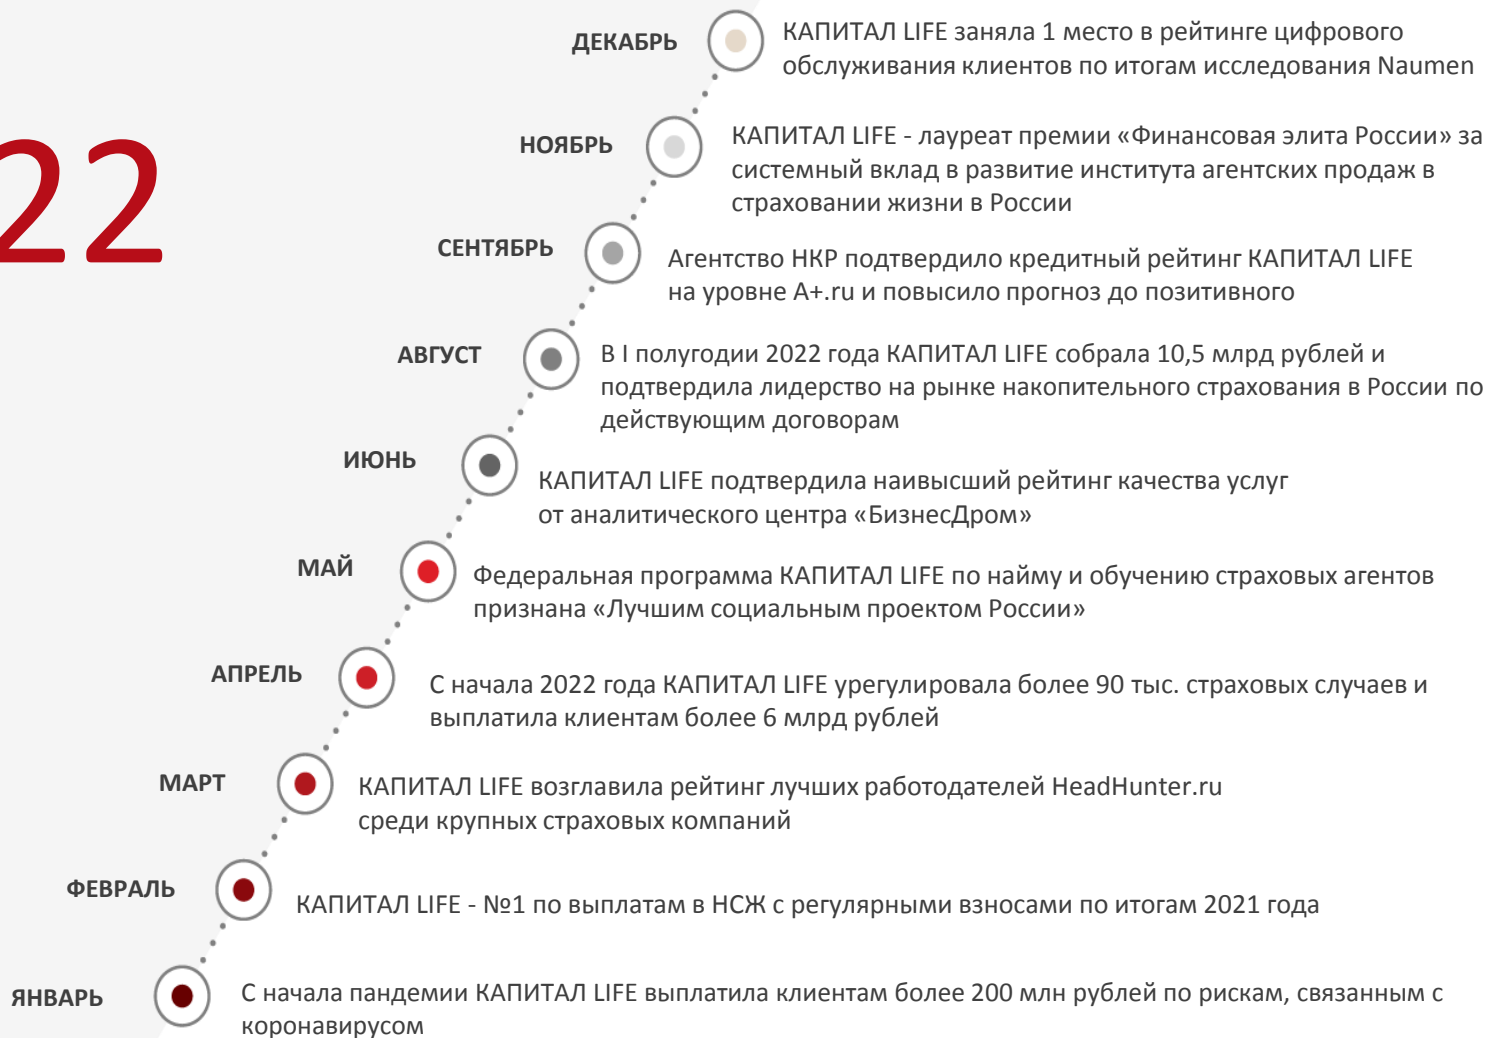 22
ДЕКАБРЬ
КАПИТАЛ LIFE заняла 1 место в рейтинге цифрового
обслуживания клиентов по итогам исследования Naumen
НОЯБРЬ
КАПИТАЛ LIFE - лауреат премии «Финансовая элита России» за
системный вклад в развитие института агентских продаж в
страховании жизни в России
СЕНТЯБРЬ
Агентство НКР подтвердило кредитный рейтинг КАПИТАЛ LIFE
на уровне A+.ru и повысило прогноз до позитивного
АВГУСТ
В I полугодии 2022 года КАПИТАЛ LIFE собрала 10,5 млрд рублей и
подтвердила лидерство на рынке накопительного страхования в России по
действующим договорам
ИЮНЬ
КАПИТАЛ LIFE подтвердила наивысший рейтинг качества услуг
от аналитического центра «БизнесДром»
МАЙ
Федеральная программа КАПИТАЛ LIFE по найму и обучению страховых агентов
признана «Лучшим социальным проектом России»
АПРЕЛЬ
С начала 2022 года КАПИТАЛ LIFE урегулировала более 90 тыс. страховых случаев и
выплатила клиентам более 6 млрд рублей
МАРТ
КАПИТАЛ LIFE возглавила рейтинг лучших работодателей HeadHunter.ru
среди крупных страховых компаний
ФЕВРАЛЬ
КАПИТАЛ LIFE - №1 по выплатам в НСЖ с регулярными взносами по итогам 2021 года
ЯНВАРЬ
С начала пандемии КАПИТАЛ LIFE выплатила клиентам более 200 млн рублей по рискам, связанным с
коронавирусом